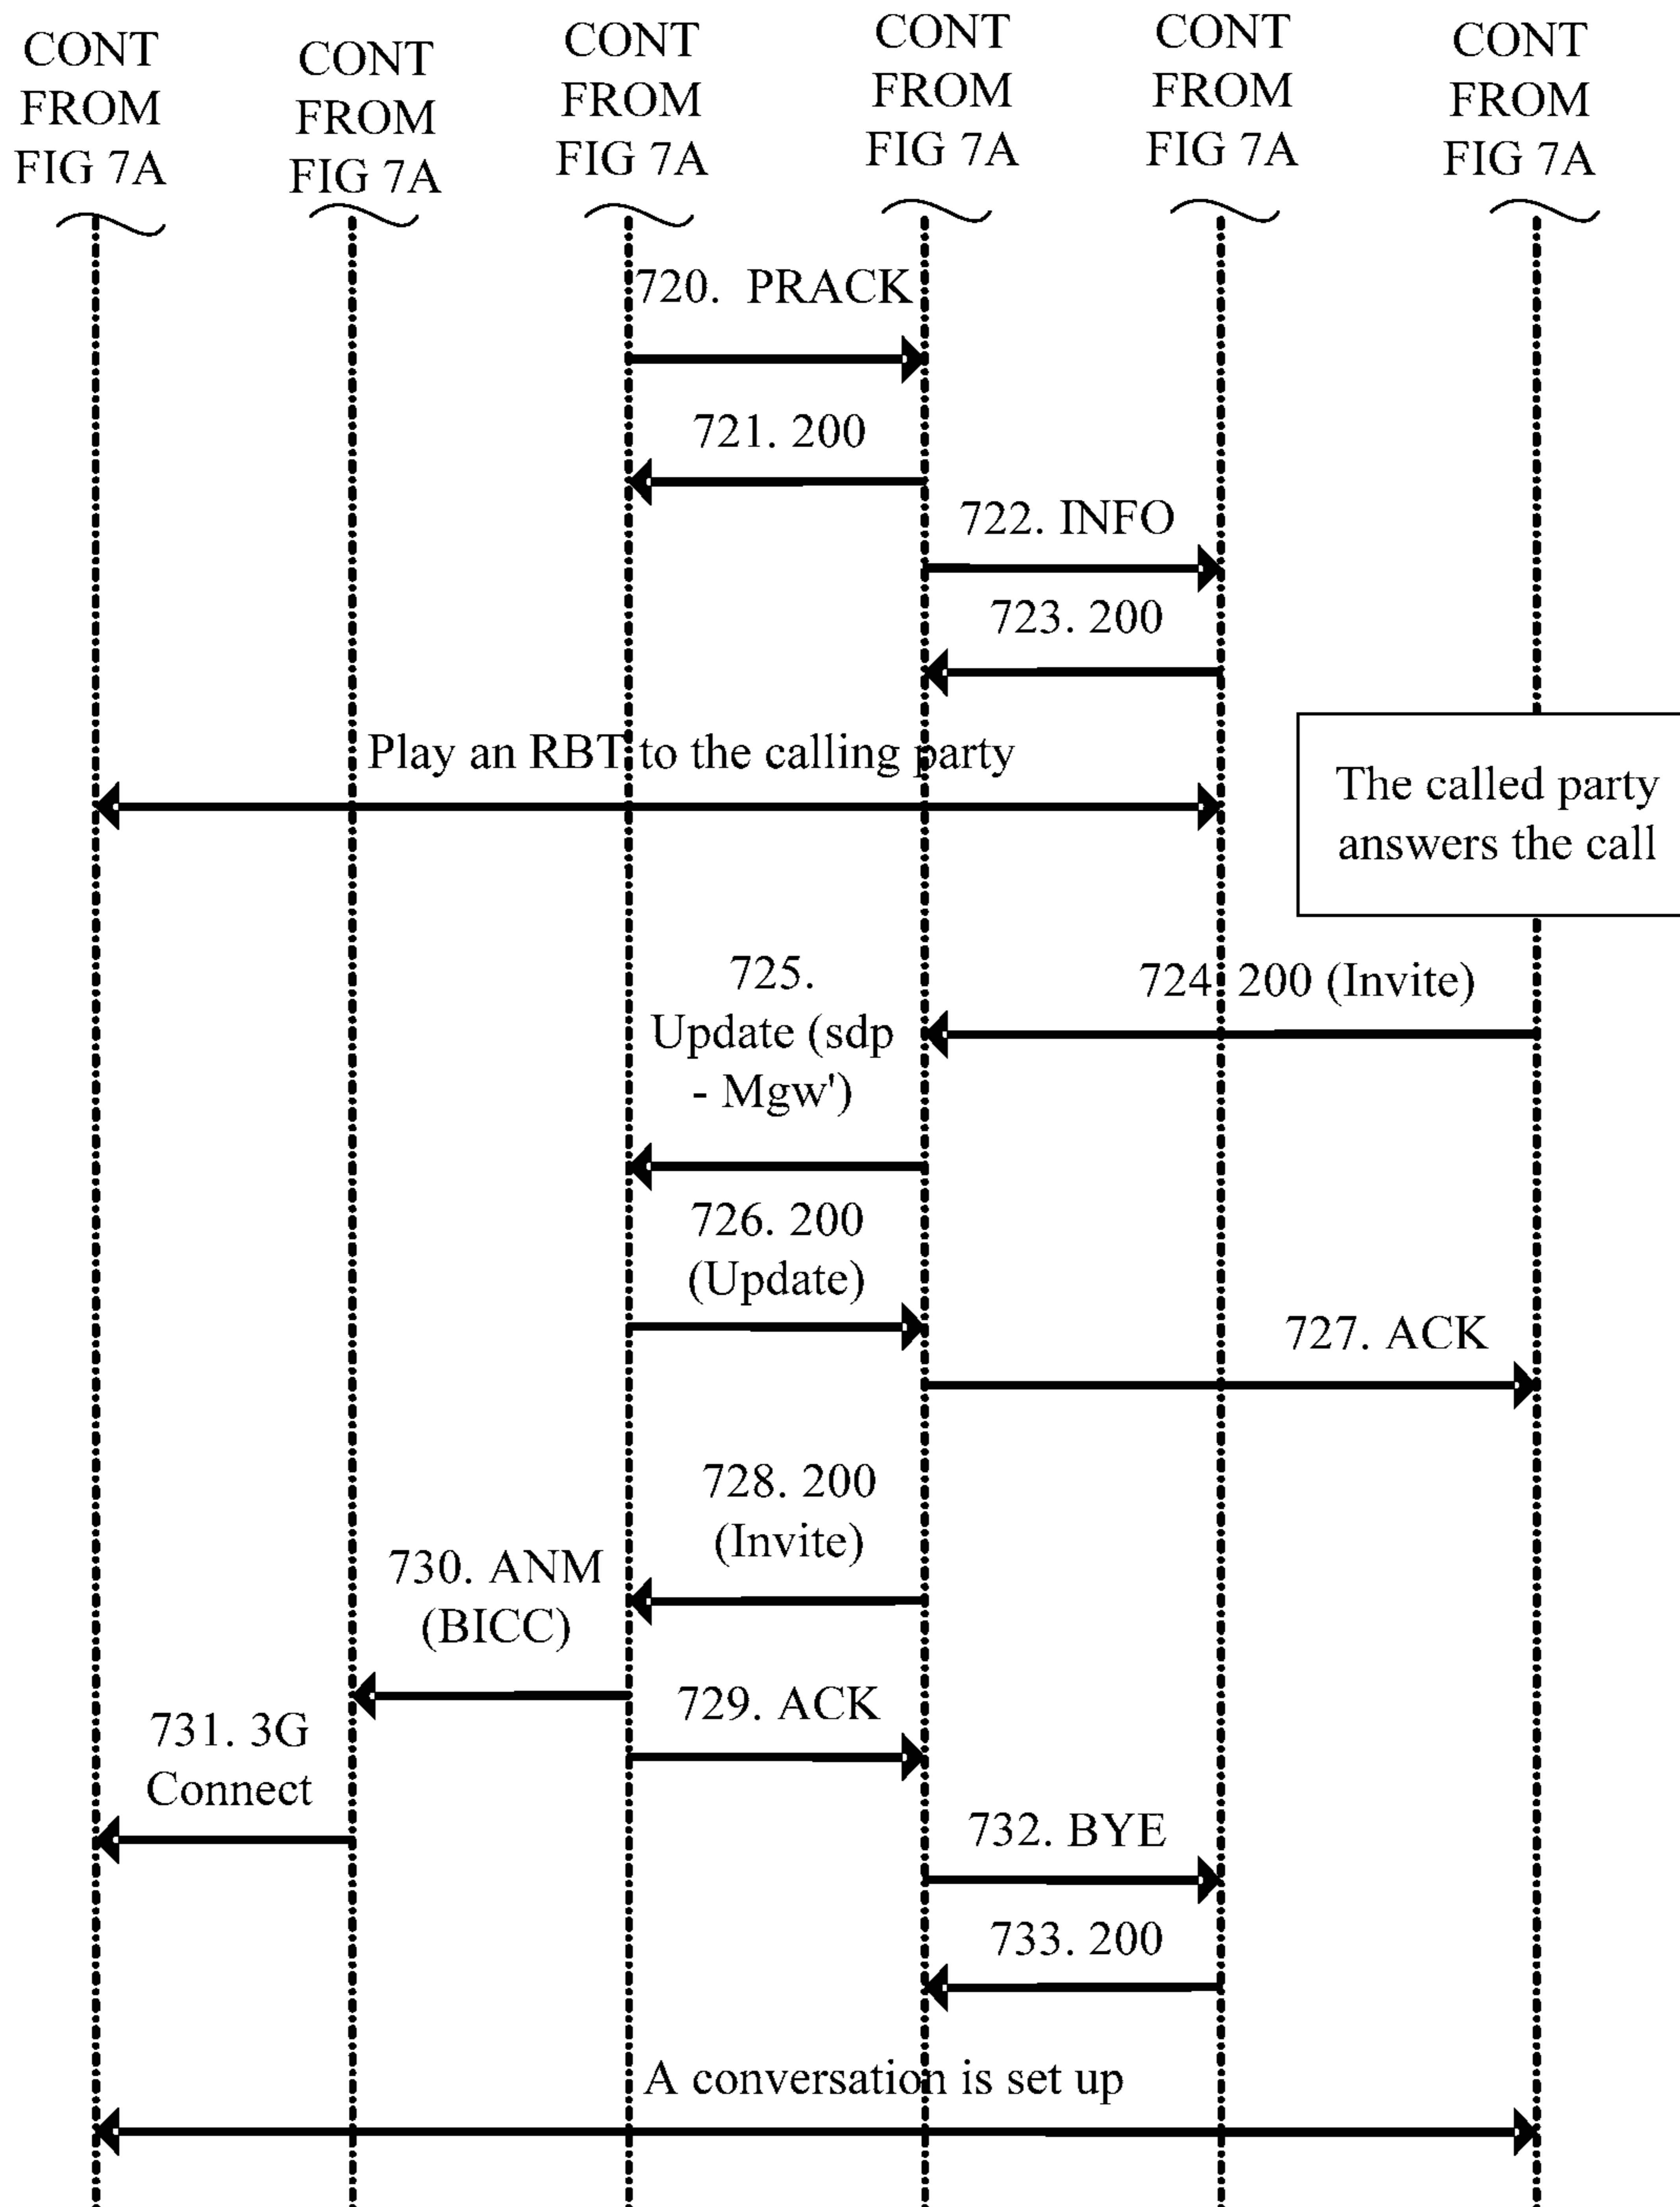 CONT
FROM
FIG 7A
CONT
FROM
FIG 7A
CONT
FROM
FIG 7A
CONT
FROM
FIG 7A
CONT
FROM
FIG 7A
CONT
FROM
FIG 7A
720. PRACK
721. 200
722. INFO
723. 200
Play an RBT to the calling party
The called party
answers the call
724. 200 (Invite)
725.
Update (sdp
- Mgw')
726. 200
(Update)
727. ACK
728. 200
(Invite)
730. ANM
(BICC)
729. ACK
731. 3G
Connect
732. BYE
733. 200
A conversation is set up